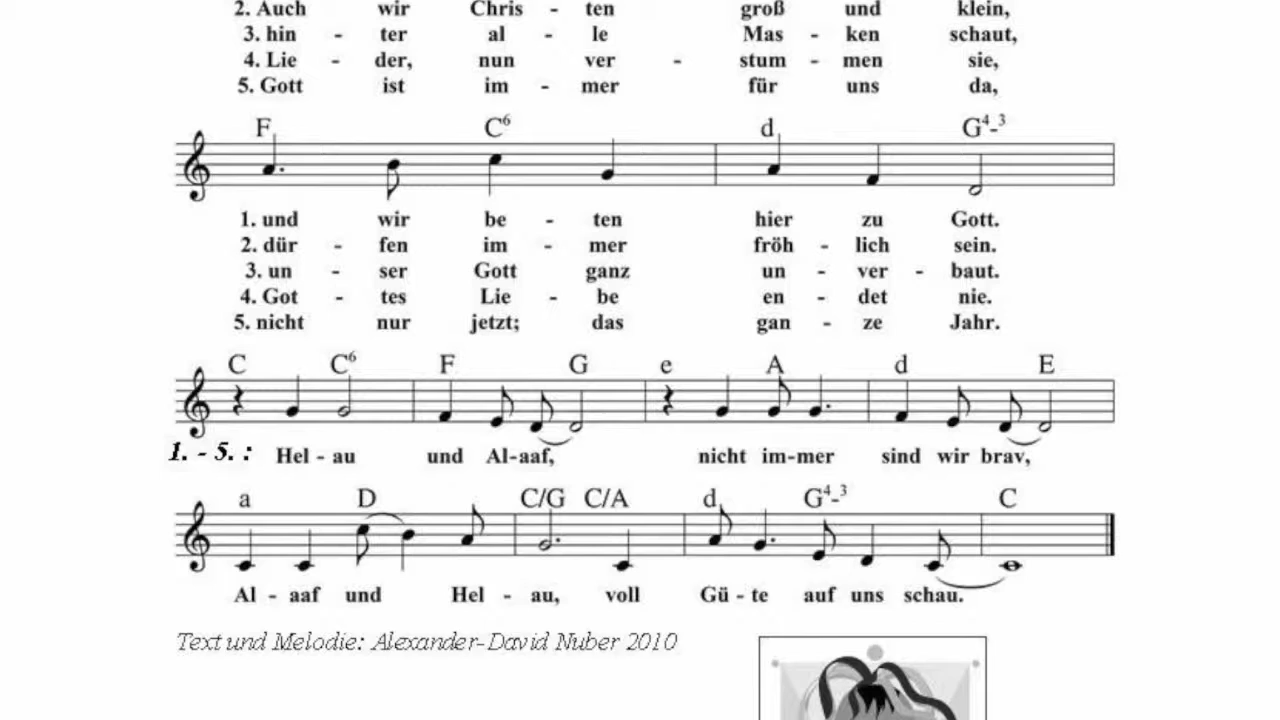 2. Auch wir Chris - ten groß und klein,
3. hin - ter al - le Mas - ken schaut,
4. Lie - der, nun ver - stum - men sie,
5. Gott ist im - mer für uns da,
F C6 d G4-3
1. und wir be - ten hier zu Gott.
2. dür - fen im - mer fröh - lich sein.
3. un - ser Gott ganz un - ver - baut.
4. Got - tes Lie - be en - det nie.
5. nicht nur jetzt; das gan - ze Jahr.
C C6 F G e A d E
1. - 5. : Hel - au und Al-aaf, nicht im-mer sind wir brav,
a D C/G C/A d G4-3 C
Al - aaf und Hel - au, voll Gü - te auf uns schau.
Text und Melodie: Alexander-David Nuber 2010